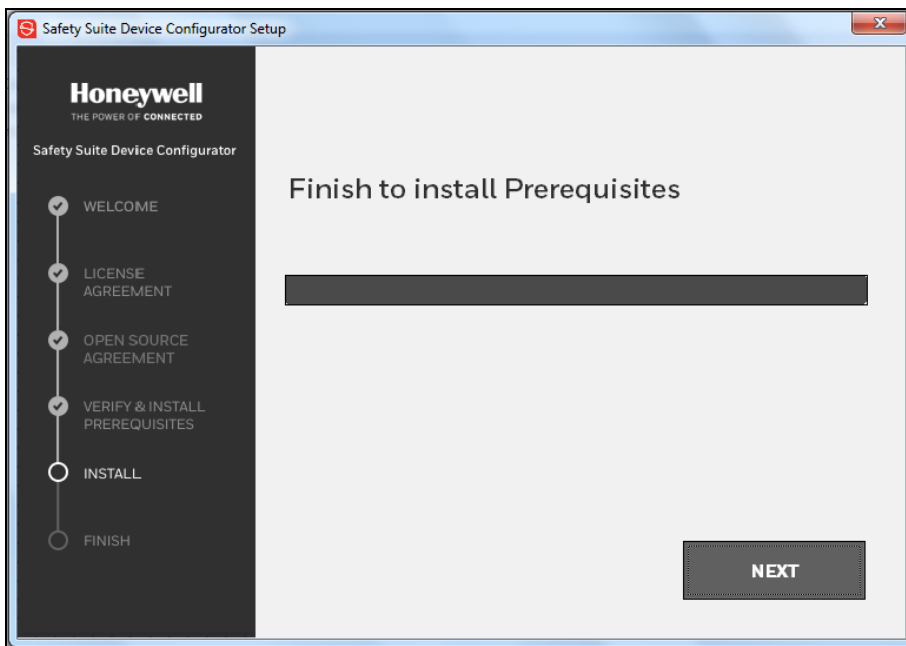 Safety Suite Device Configurator Setup
Honeywell
THE POWER OF CONNECTED
Safety Suite Device Configurator
WELCOME
LICENSE
AGREEMENT
OPEN SOURCE
AGREEMENT
VERIFY & INSTALL
PREREQUISITES
INSTALL
FINISH
Finish to install Prerequisites
NEXT